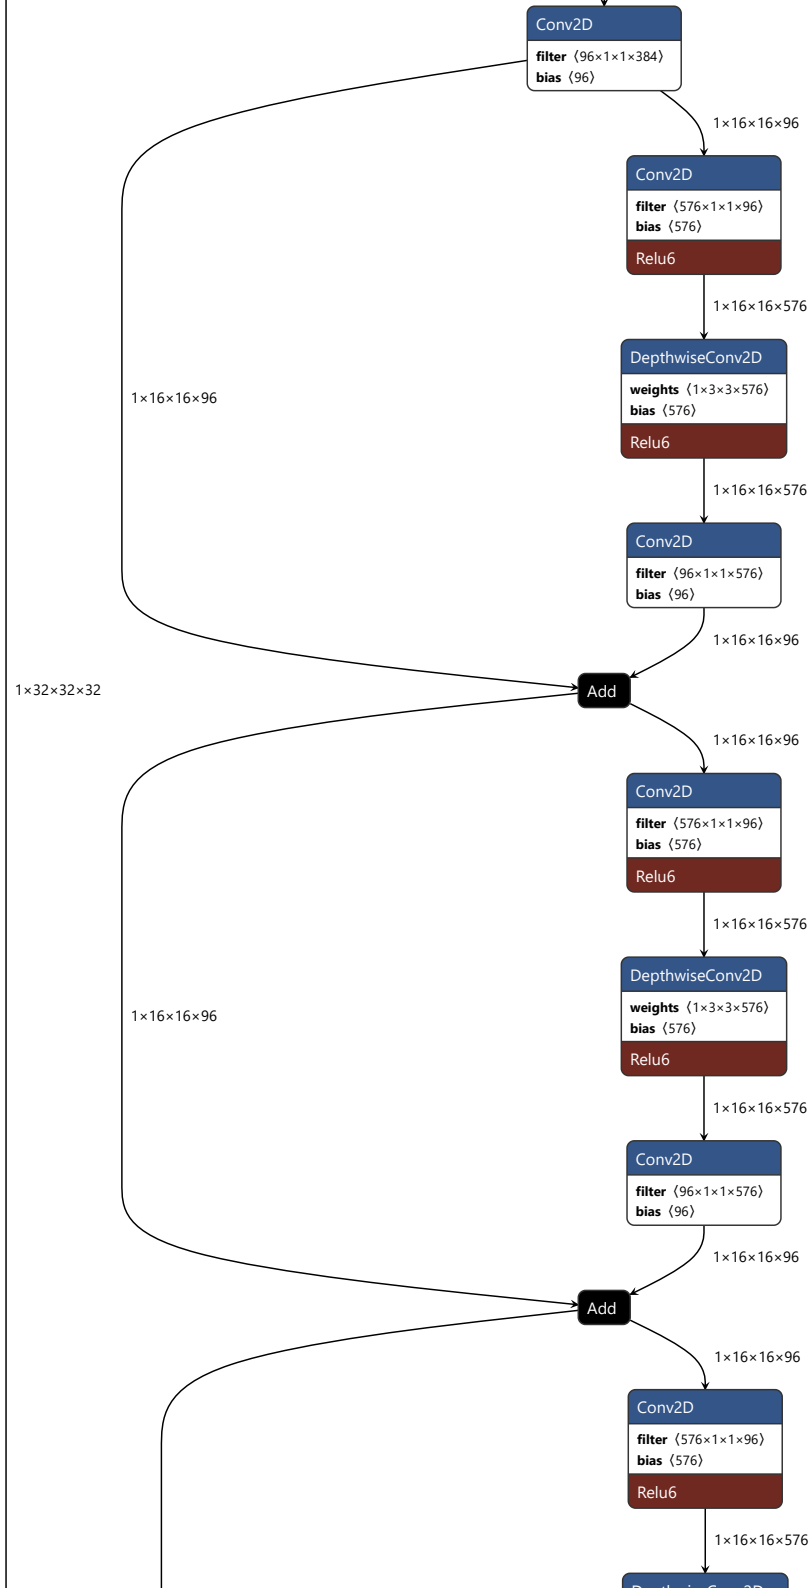 Conv2D
filter ⟨96×1×1×384⟩
bias ⟨96⟩
1×16×16×96
Conv2D
filter ⟨576×1×1×96⟩
bias ⟨576⟩
Relu6
1×16×16×576
DepthwiseConv2D
weights ⟨1×3×3×576⟩
bias ⟨576⟩
Relu6
1×16×16×96
1×16×16×576
Conv2D
filter ⟨96×1×1×576⟩
bias ⟨96⟩
1×16×16×96
Add
1×32×32×32
1×16×16×96
Conv2D
filter ⟨576×1×1×96⟩
bias ⟨576⟩
Relu6
1×16×16×576
DepthwiseConv2D
weights ⟨1×3×3×576⟩
bias ⟨576⟩
Relu6
1×16×16×96
1×16×16×576
Conv2D
filter ⟨96×1×1×576⟩
bias ⟨96⟩
1×16×16×96
Add
1×16×16×96
Conv2D
filter ⟨576×1×1×96⟩
bias ⟨576⟩
Relu6
1×16×16×576